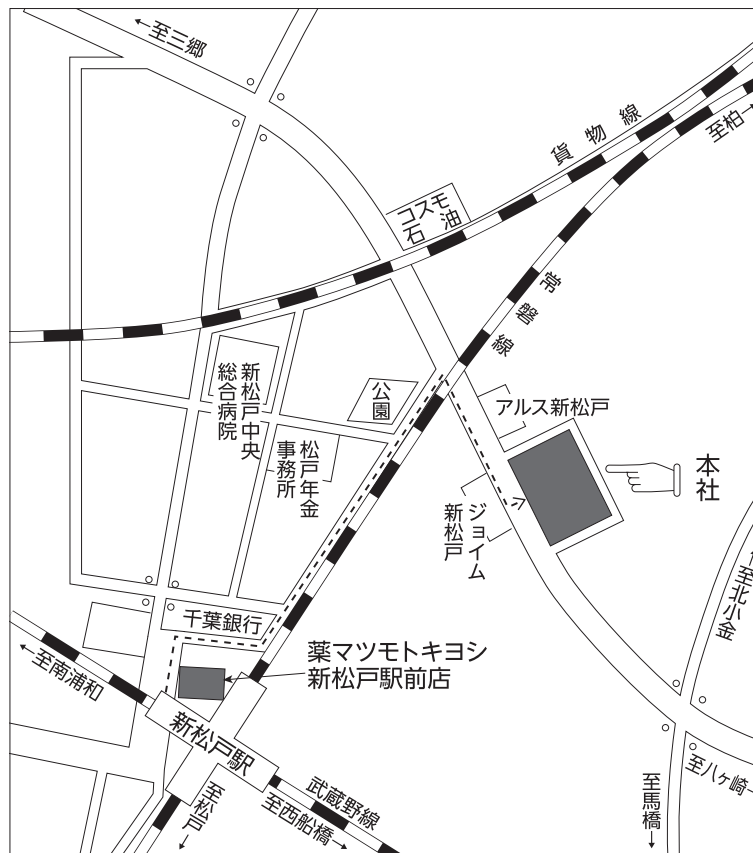 ←至三郷
貨物線
至柏→
コスモ
石油
常磐線
新松戸中央
総合病院
公園
アルス新松戸
松戸年金
事務所
本社
ジョイム
新松戸
至北小金
千葉銀行
薬マツモトキヨシ
新松戸駅前店
←至南浦和
新松戸駅
至八ヶ崎→
武蔵野線
至西船橋→
至松戸→
至馬橋→